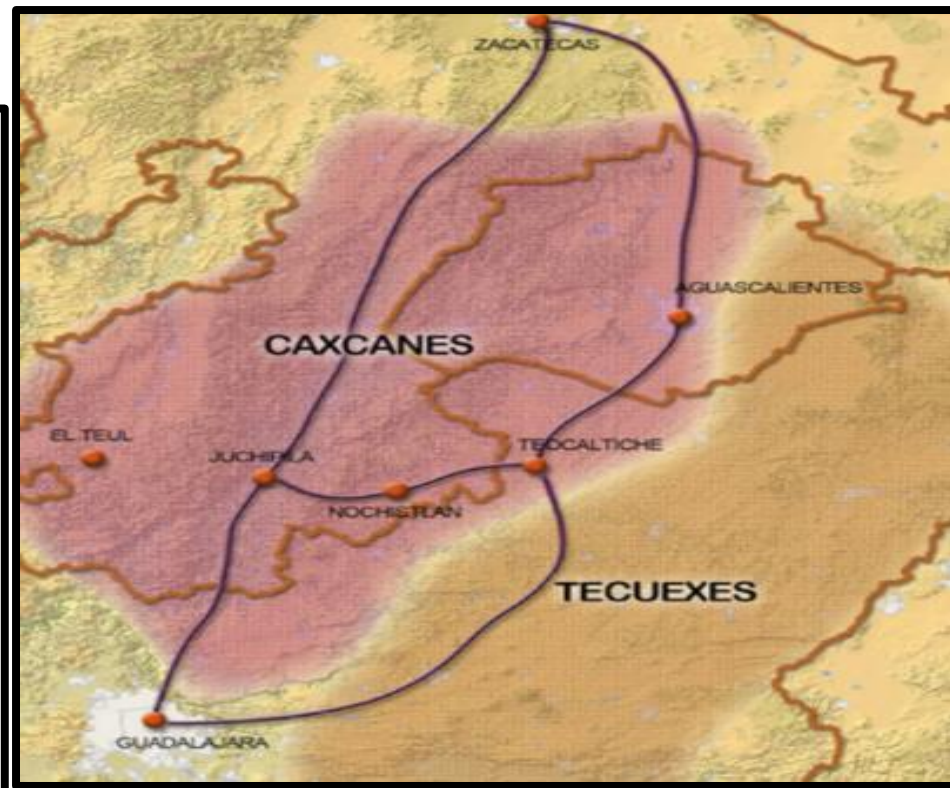 ZACATECAS
AGUASCALIENTES
CAXCANES
EL TEUL
TEOCALTICHE
JUCHIPILA
NOCHISTLAN
TECUEXES
GUADALAJARA